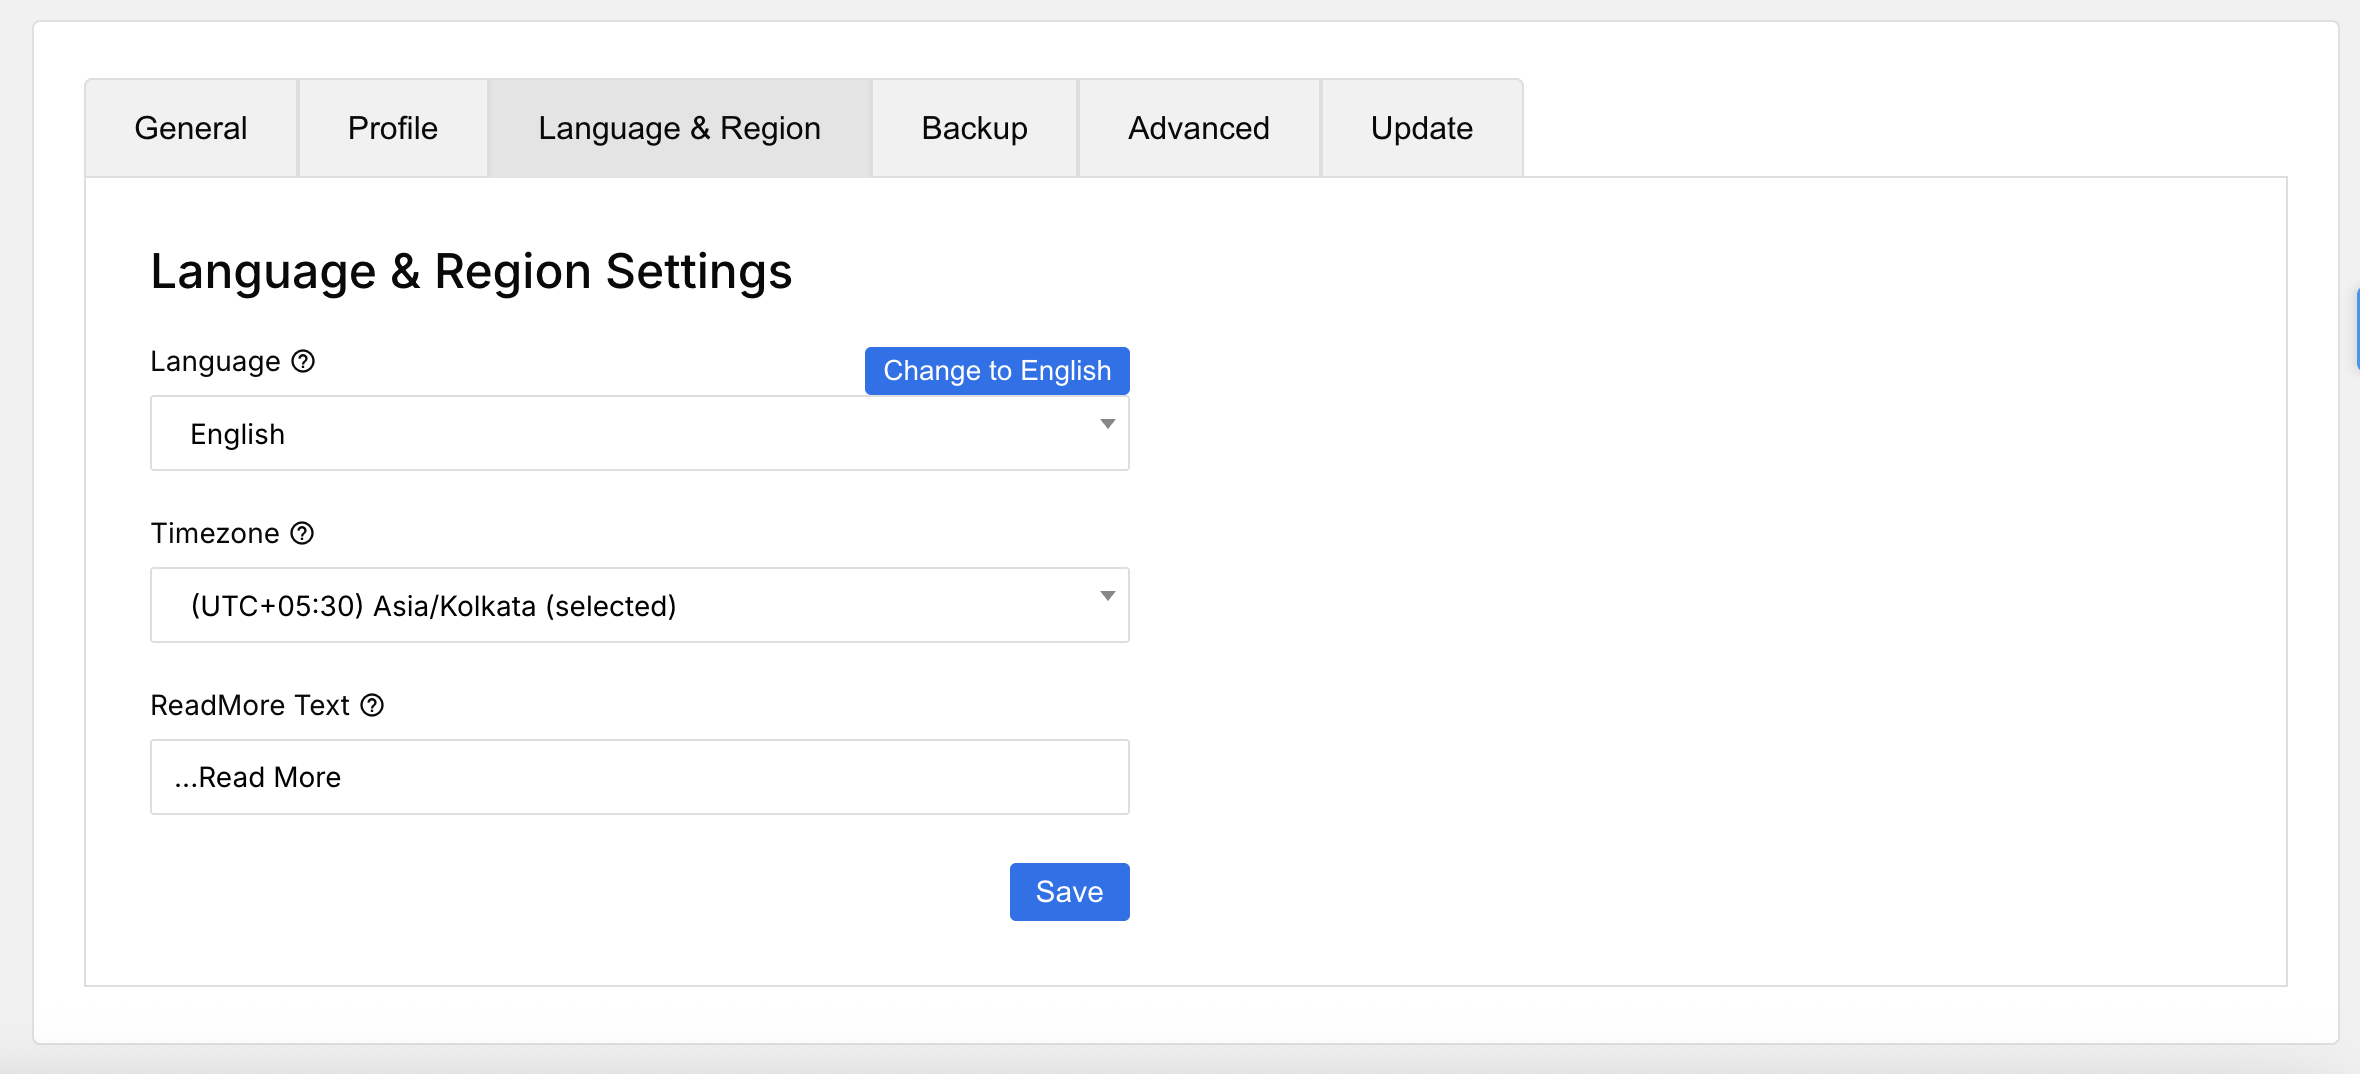 General Profile Language & Region Backup Advanced Update
Language & Region Settings
Language
Change to English
English
Timezone
(UTC+05:30) Asia/Kolkata (selected)
ReadMore Text
...Read More
Save